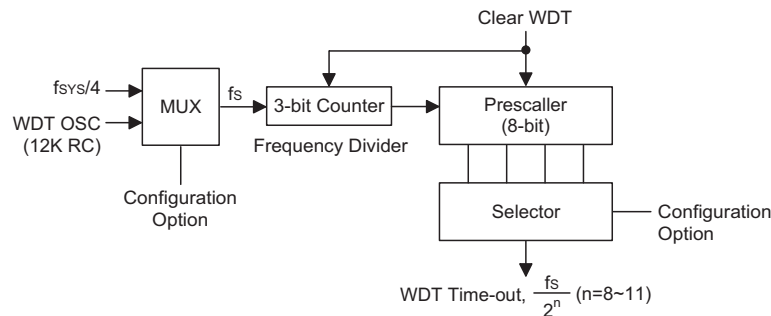 Clear WDT
fSYS/4
WDT OSC
(12K RC)
MUX
fS
3-bit Counter
Frequency Divider
Prescaller
(8-bit)
Configuration
Option
Selector
Configuration
Option
WDT Time-out, fS/2^n (n=8~11)